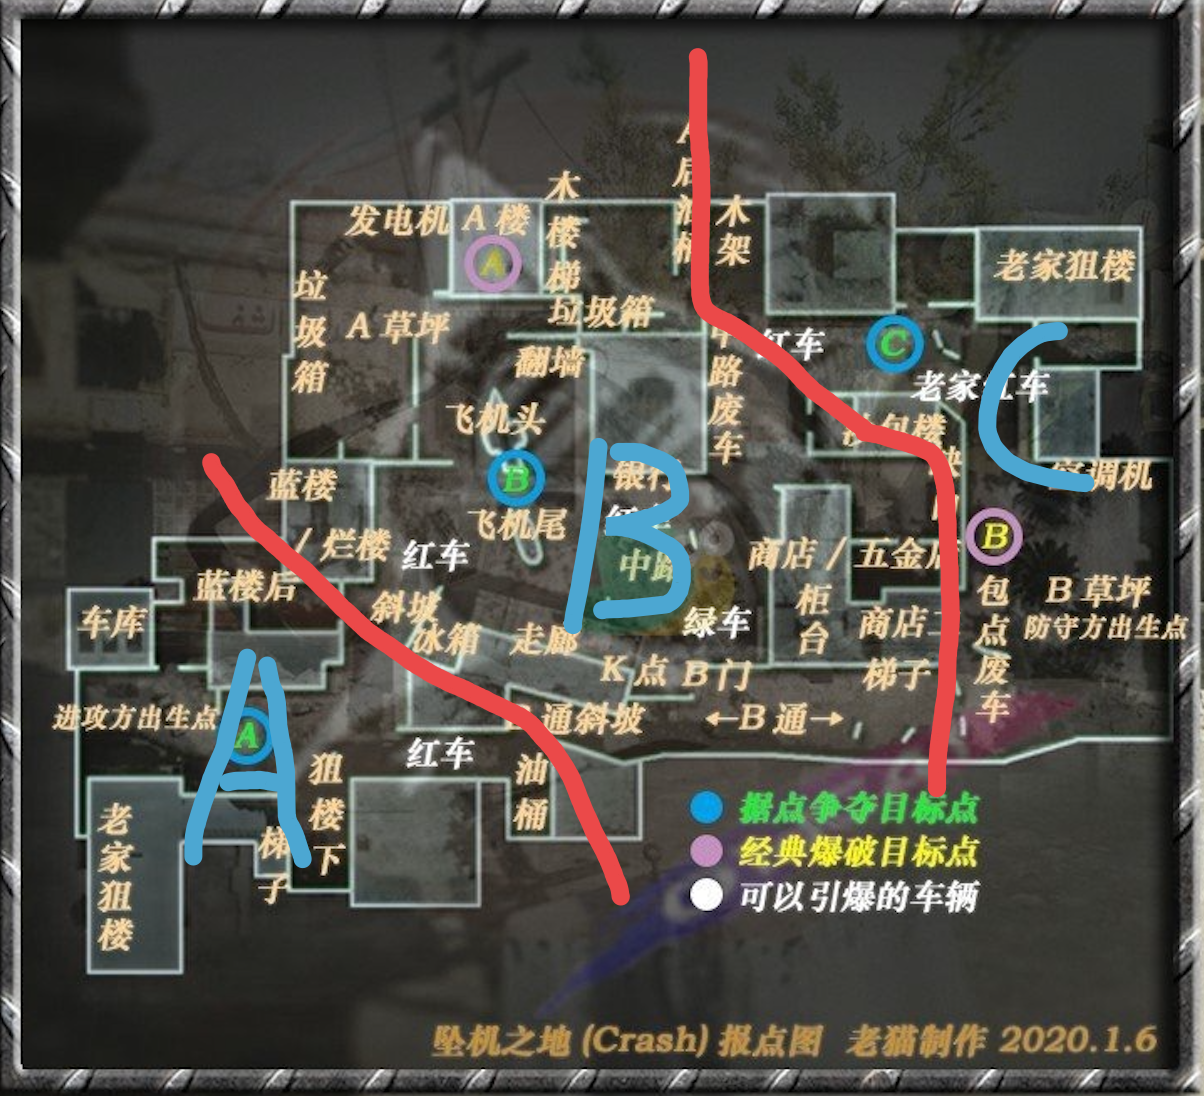 木楼梯
发电机
A楼
A
木架
垃圾箱
A草坪
垃圾箱
老家狙楼
红车
C
老家红车
翻墙
中路废车
飞机头
蓝楼
B
飞机尾
B
C
/ 烂楼
红车
中路
商店 / 五金店
B
蓝楼后
车库
斜坡
冰箱
走廊
绿车
柜台
商店
包点废车
B草坪
防守方出生点
K点
B门
梯子
进攻方出生点
A
A
通斜坡
←B通→
红车
狙楼下
油桶
老家狙楼
梯子
据点争夺目标点
经典爆破目标点
可以引爆的车辆
坠机之地 (Crash) 报点图 老猫制作 2020.1.6